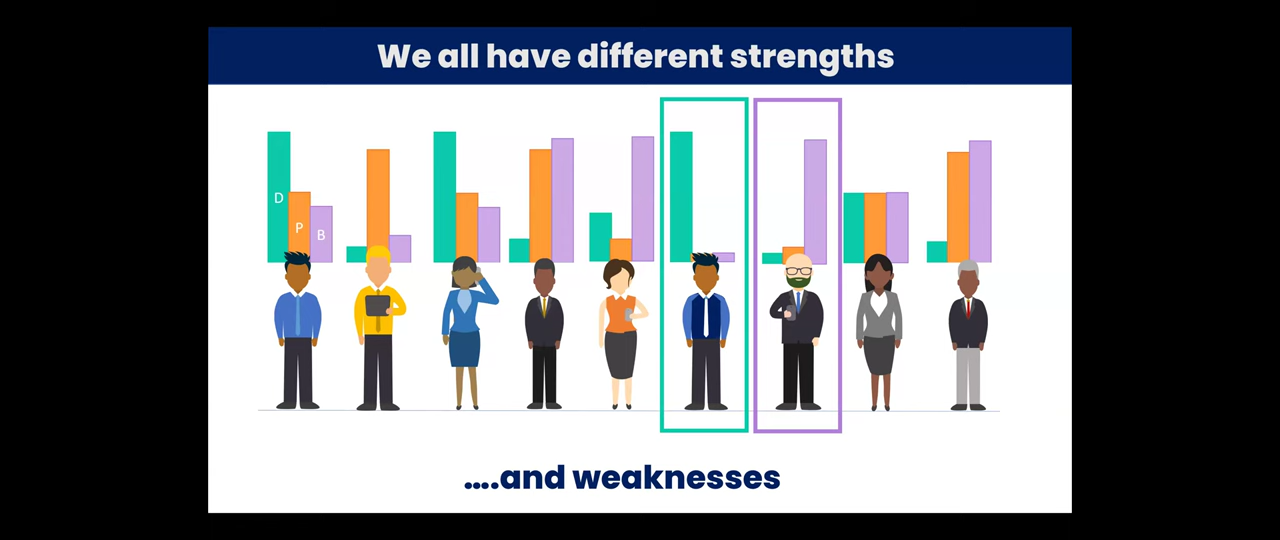 We all have different strengths
D
P
B
....and weaknesses